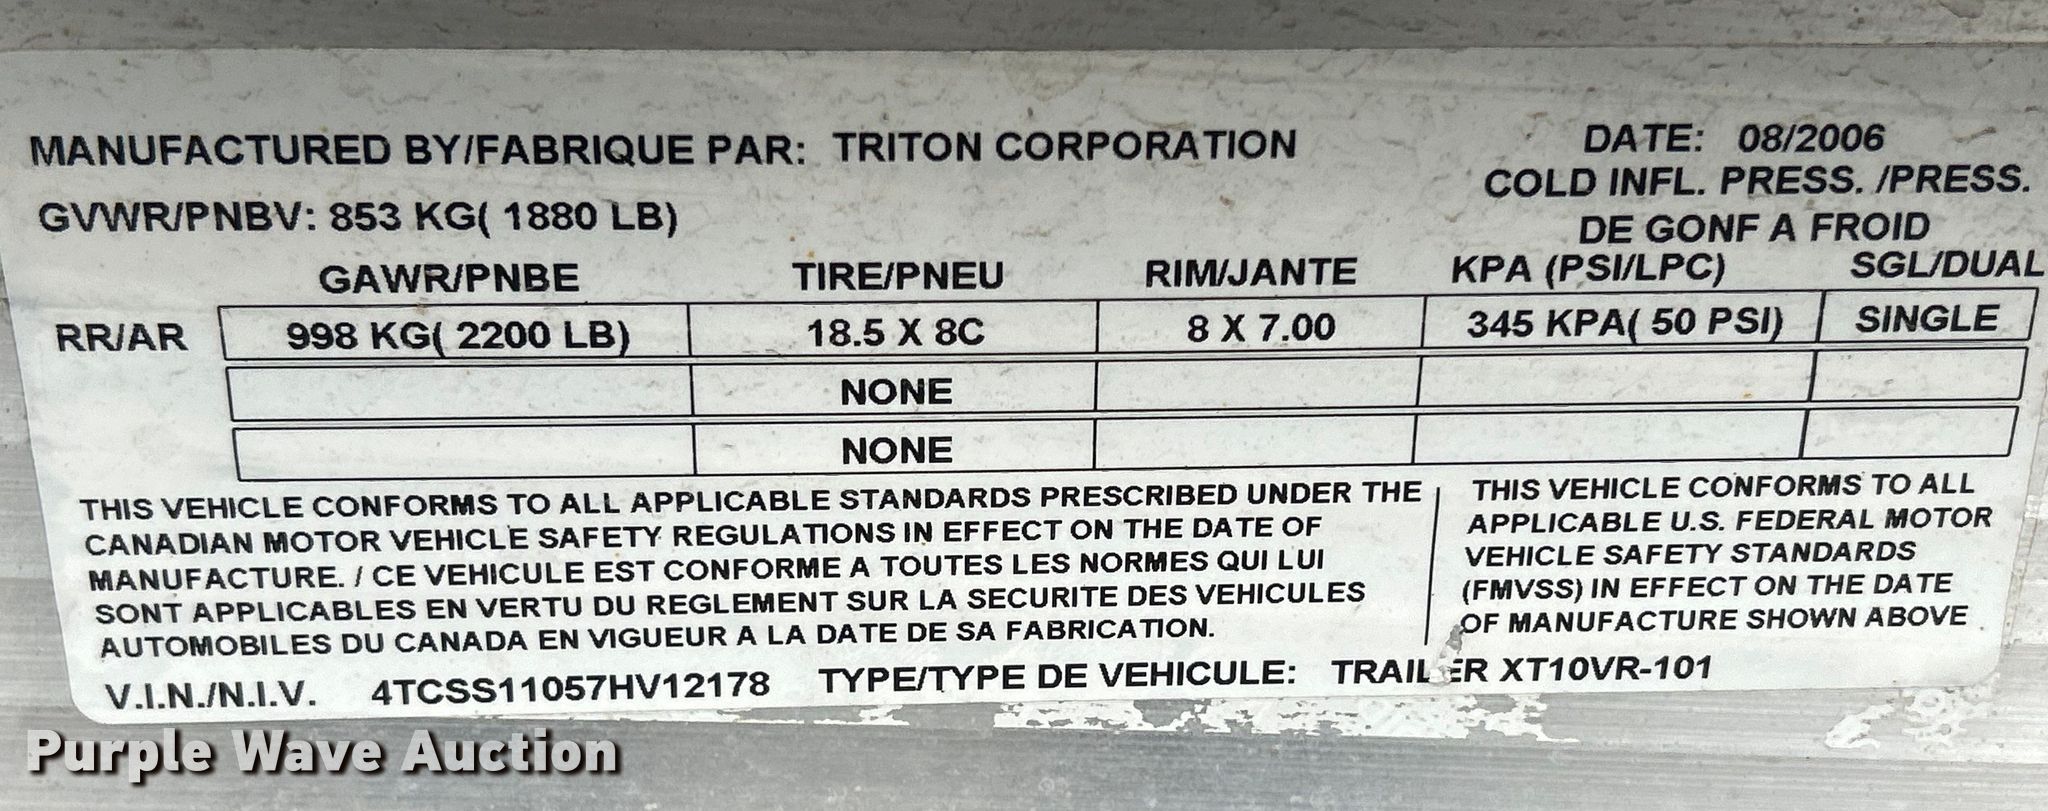 MANUFACTURED BY/FABRIQUE PAR: TRITON CORPORATION DATE: 08/2006
COLD INFL. PRESS. /PRESS.
GVWR/PNBV: 853 KG( 1880 LB) DE GONF A FROID
GAWR/PNBE TIRE/PNEU RIM/JANTE KPA (PSI/LPC) SGL/DUAL
RR/AR 998 KG( 2200 LB) 18.5 X 8C 8 X 7.00 345 KPA( 50 PSI) SINGLE
NONE
NONE
THIS VEHICLE CONFORMS TO ALL APPLICABLE STANDARDS PRESCRIBED UNDER THE
CANADIAN MOTOR VEHICLE SAFETY REGULATIONS IN EFFECT ON THE DATE OF
MANUFACTURE. / CE VEHICULE EST CONFORME A TOUTES LES NORMES QUI LUI
SONT APPLICABLES EN VERTU DU REGLEMENT SUR LA SECURITE DES VEHICULES
AUTOMOBILES DU CANADA EN VIGUEUR A LA DATE DE SA FABRICATION.
THIS VEHICLE CONFORMS TO ALL
APPLICABLE U.S. FEDERAL MOTOR
VEHICLE SAFETY STANDARDS
(FMVSS) IN EFFECT ON THE DATE
OF MANUFACTURE SHOWN ABOVE
V.I.N./N.I.V. 4TCSS11057HV12178 TYPE/TYPE DE VEHICULE: TRAILER XT10VR-101
Purple Wave Auction